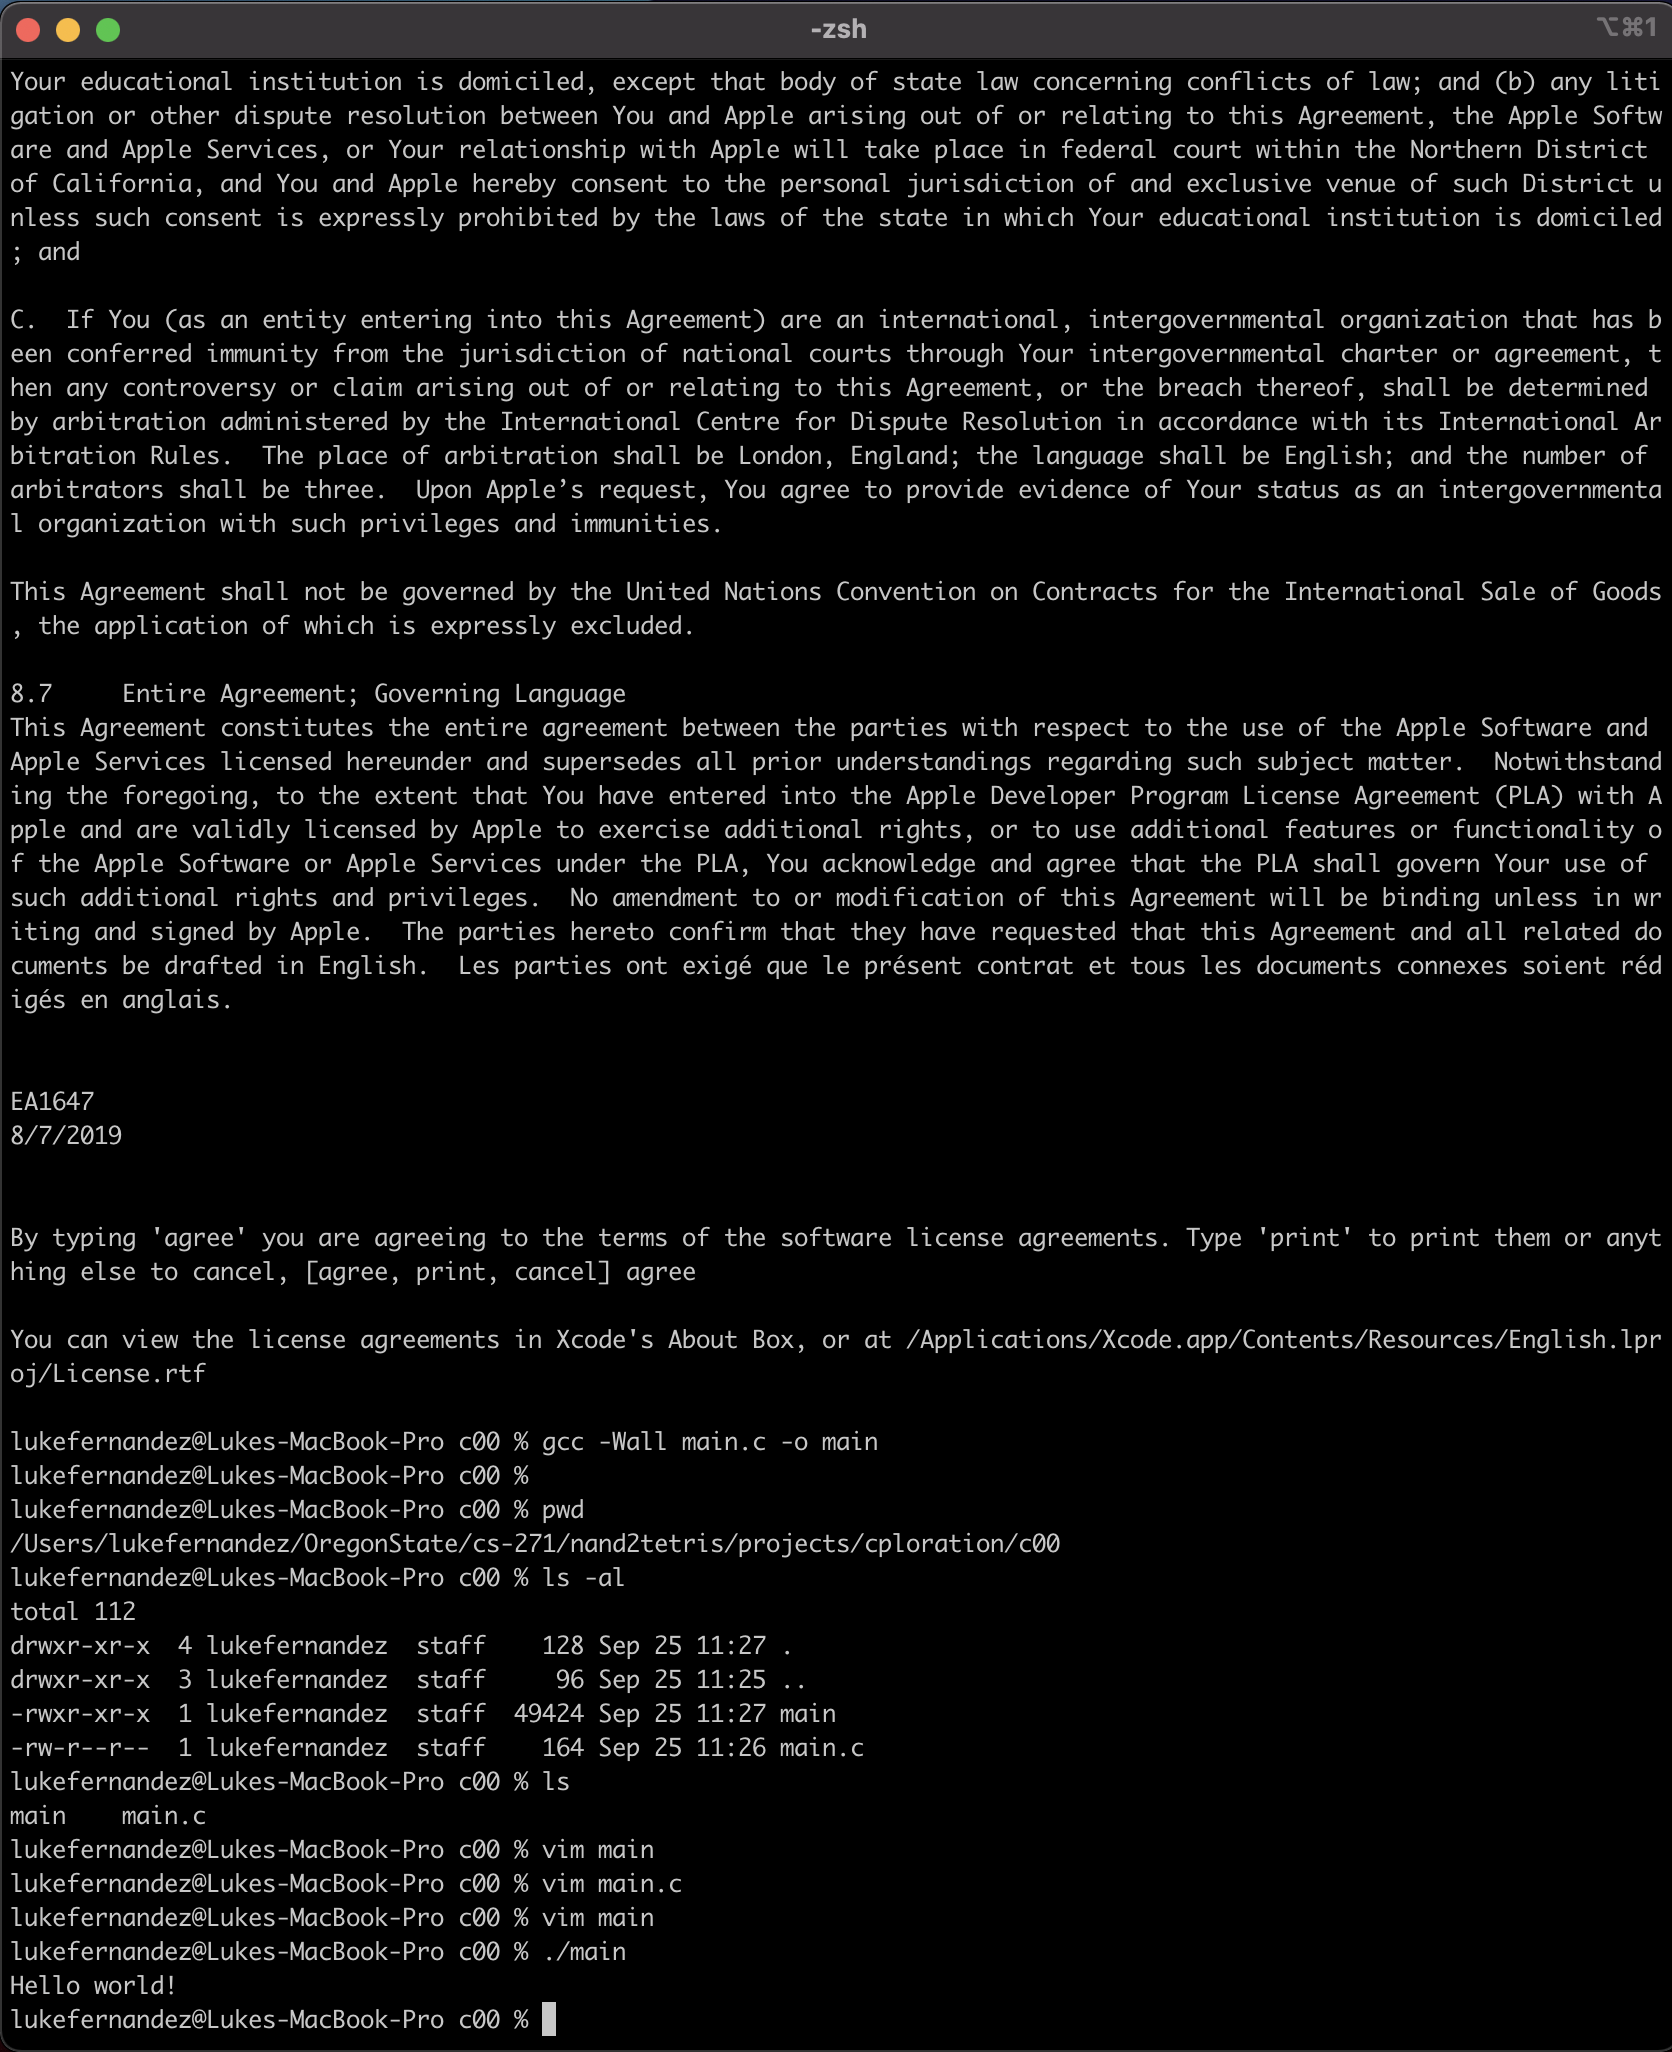 -zsh
⌥⌘1
Your educational institution is domiciled, except that body of state law concerning conflicts of law; and (b) any liti
gation or other dispute resolution between You and Apple arising out of or relating to this Agreement, the Apple Softw
are and Apple Services, or Your relationship with Apple will take place in federal court within the Northern District
of California, and You and Apple hereby consent to the personal jurisdiction of and exclusive venue of such District u
nless such consent is expressly prohibited by the laws of the state in which Your educational institution is domiciled
; and

C.  If You (as an entity entering into this Agreement) are an international, intergovernmental organization that has b
een conferred immunity from the jurisdiction of national courts through Your intergovernmental charter or agreement, t
hen any controversy or claim arising out of or relating to this Agreement, or the breach thereof, shall be determined
by arbitration administered by the International Centre for Dispute Resolution in accordance with its International Ar
bitration Rules.  The place of arbitration shall be London, England; the language shall be English; and the number of
arbitrators shall be three.  Upon Apple’s request, You agree to provide evidence of Your status as an intergovernmenta
l organization with such privileges and immunities.

This Agreement shall not be governed by the United Nations Convention on Contracts for the International Sale of Goods
, the application of which is expressly excluded.

8.7     Entire Agreement; Governing Language
This Agreement constitutes the entire agreement between the parties with respect to the use of the Apple Software and
Apple Services licensed hereunder and supersedes all prior understandings regarding such subject matter.  Notwithstand
ing the foregoing, to the extent that You have entered into the Apple Developer Program License Agreement (PLA) with A
pple and are validly licensed by Apple to exercise additional rights, or to use additional features or functionality o
f the Apple Software or Apple Services under the PLA, You acknowledge and agree that the PLA shall govern Your use of
such additional rights and privileges.  No amendment to or modification of this Agreement will be binding unless in wr
iting and signed by Apple.  The parties hereto confirm that they have requested that this Agreement and all related do
cuments be drafted in English.  Les parties ont exigé que le présent contrat et tous les documents connexes soient réd
igés en anglais.

EA1647
8/7/2019

By typing 'agree' you are agreeing to the terms of the software license agreements. Type 'print' to print them or anyt
hing else to cancel, [agree, print, cancel] agree

You can view the license agreements in Xcode's About Box, or at /Applications/Xcode.app/Contents/Resources/English.lpr
oj/License.rtf

lukefernandez@Lukes-MacBook-Pro c00 % gcc -Wall main.c -o main
lukefernandez@Lukes-MacBook-Pro c00 %
lukefernandez@Lukes-MacBook-Pro c00 % pwd
/Users/lukefernandez/OregonState/cs-271/nand2tetris/projects/cploration/c00
lukefernandez@Lukes-MacBook-Pro c00 % ls -al
total 112
drwxr-xr-x  4 lukefernandez  staff    128 Sep 25 11:27 .
drwxr-xr-x  3 lukefernandez  staff     96 Sep 25 11:25 ..
-rwxr-xr-x  1 lukefernandez  staff  49424 Sep 25 11:27 main
-rw-r--r--  1 lukefernandez  staff    164 Sep 25 11:26 main.c
lukefernandez@Lukes-MacBook-Pro c00 % ls
main    main.c
lukefernandez@Lukes-MacBook-Pro c00 % vim main
lukefernandez@Lukes-MacBook-Pro c00 % vim main.c
lukefernandez@Lukes-MacBook-Pro c00 % vim main
lukefernandez@Lukes-MacBook-Pro c00 % ./main
Hello world!
lukefernandez@Lukes-MacBook-Pro c00 %